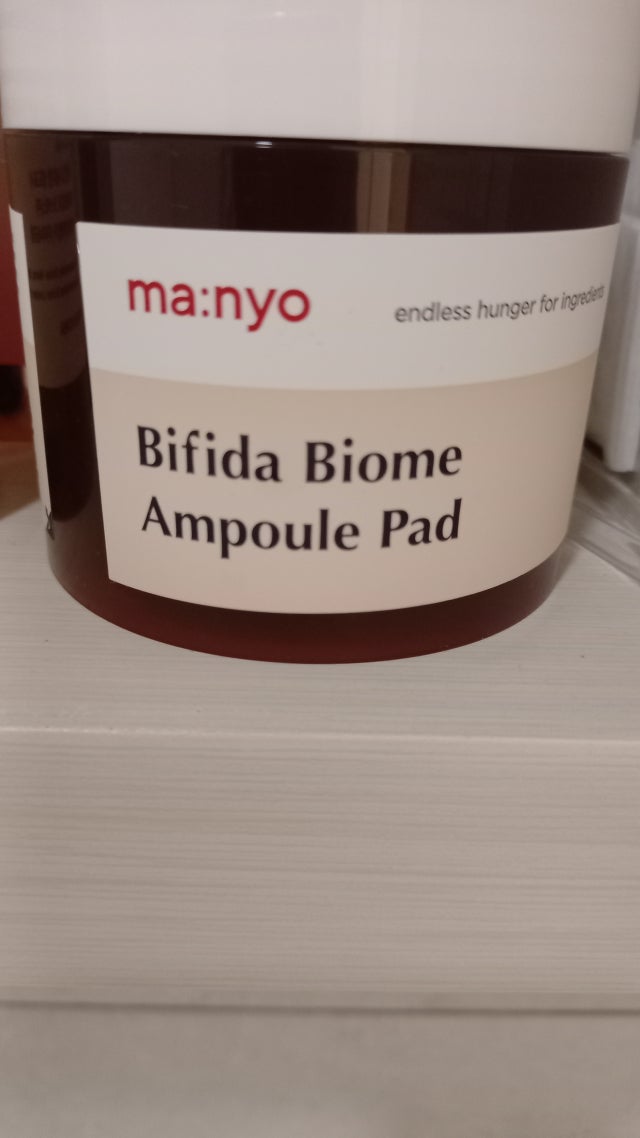 ma:nyo
endless hunger for ingredients
Bifida Biome
Ampoule Pad